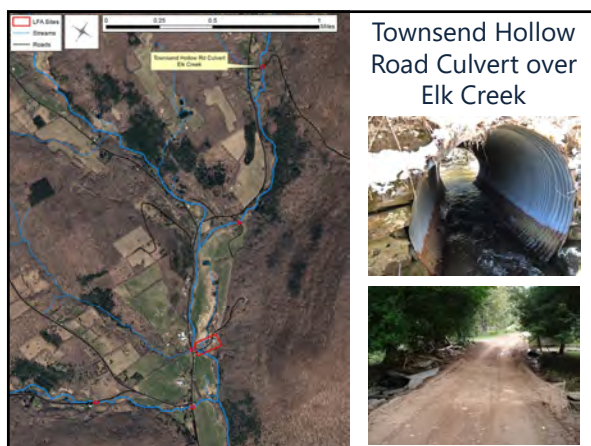 LFA Sites
Streams
Roads
0
0.25
0.5
1
Miles
Townsend Hollow Rd Culvert
Elk Creek
Townsend Hollow
Road Culvert over
Elk Creek